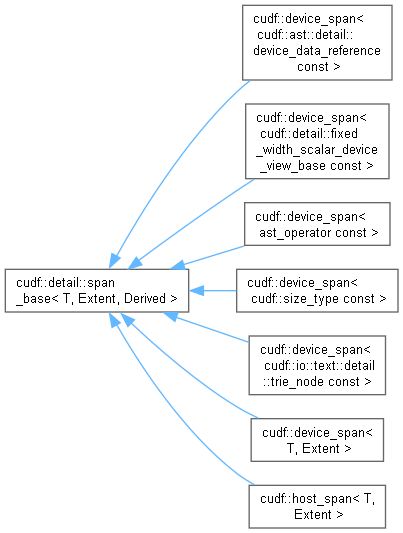 cudf::device_span<
cudf::ast::detail::
device_data_reference
const >
cudf::device_span<
cudf::detail::fixed
_width_scalar_device
_view_base const >
cudf::device_span<
ast_operator const >
cudf::detail::span
_base< T, Extent, Derived >
cudf::device_span<
cudf::size_type const >
cudf::device_span<
cudf::io::text::detail
::trie_node const >
cudf::device_span<
T, Extent >
cudf::host_span< T,
Extent >